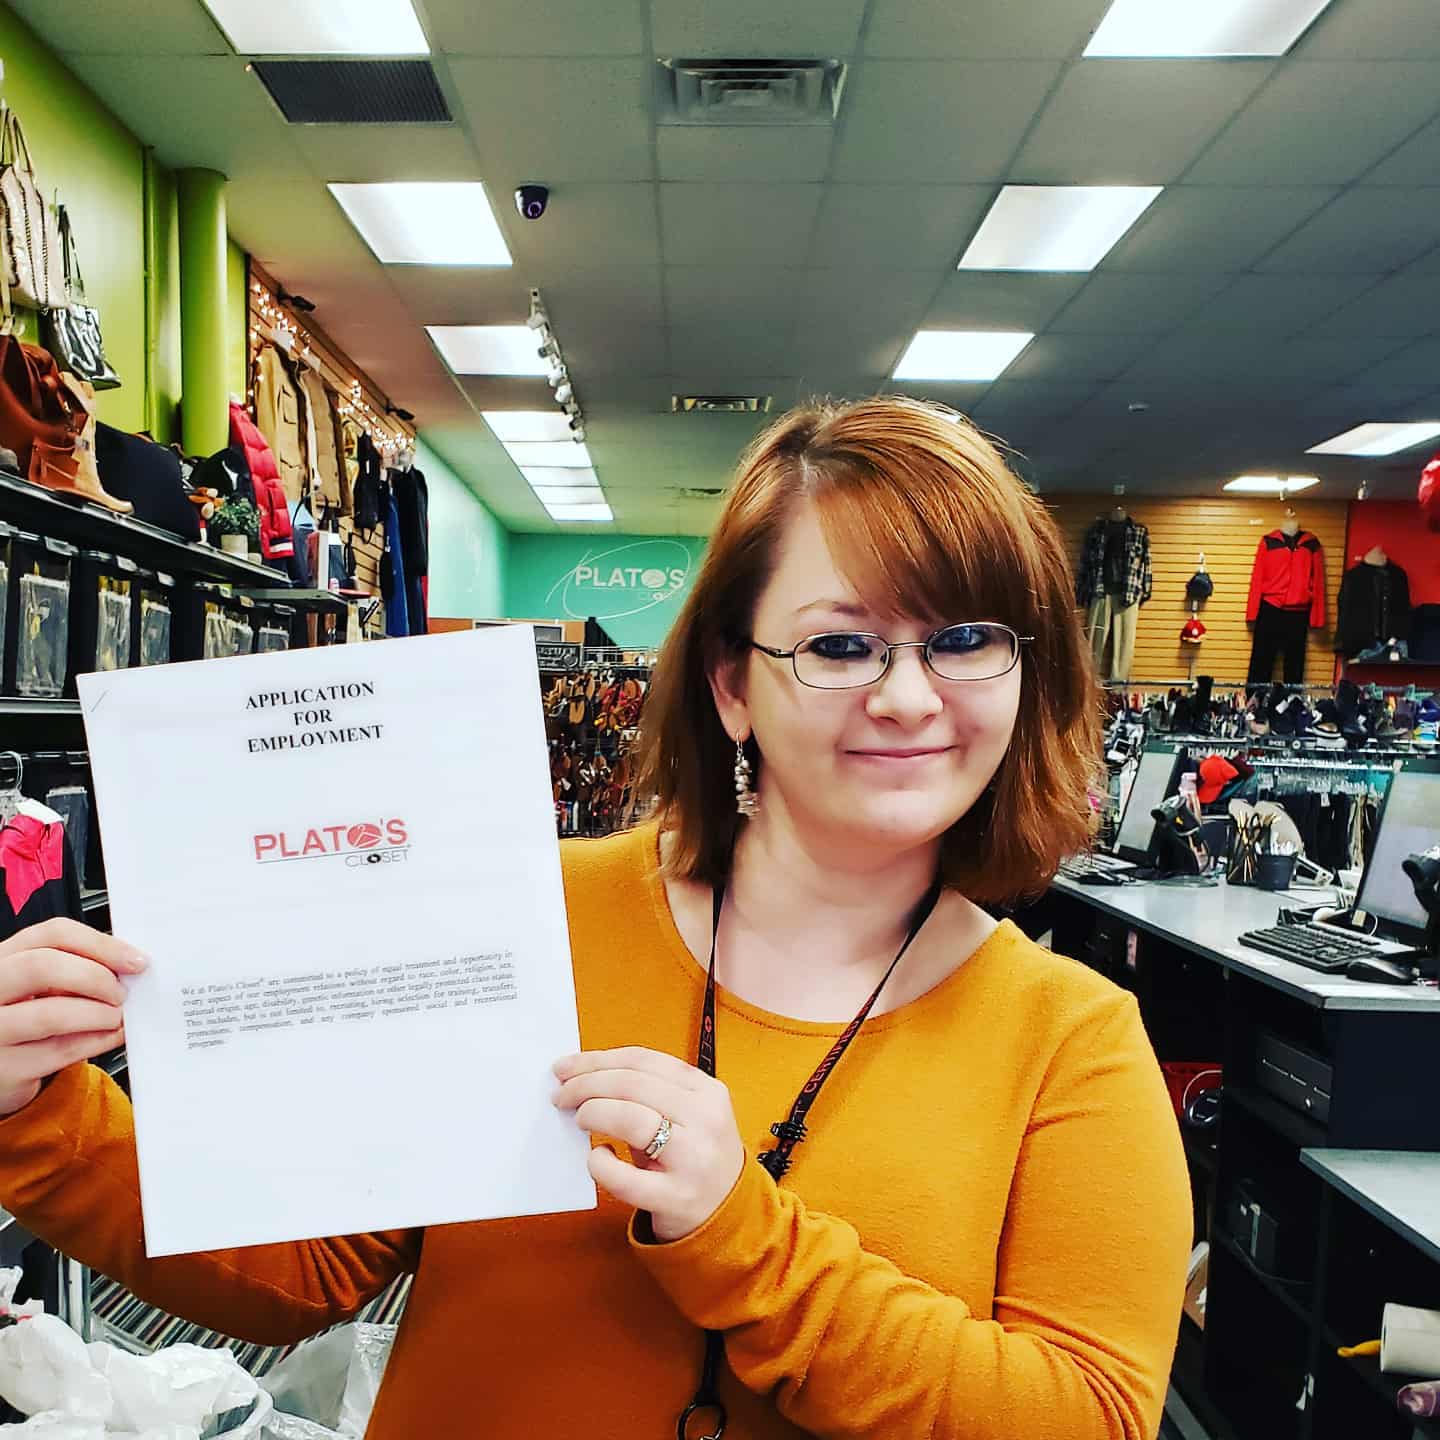 PLATO'S
CLOSET
APPLICATION
FOR
EMPLOYMENT
PLATO'S
CLOSET
We at Plato's Closet® are committed to a policy of equal treatment and opportunity in
every aspect of our employment relations without regard to race, color, religion, sex,
national origin, age, disability, genetic information or other legally protected class status.
This includes, but is not limited to, recruiting, hiring selection for training, transfers,
promotions, compensation, and any company sponsored social and recreational
programs.